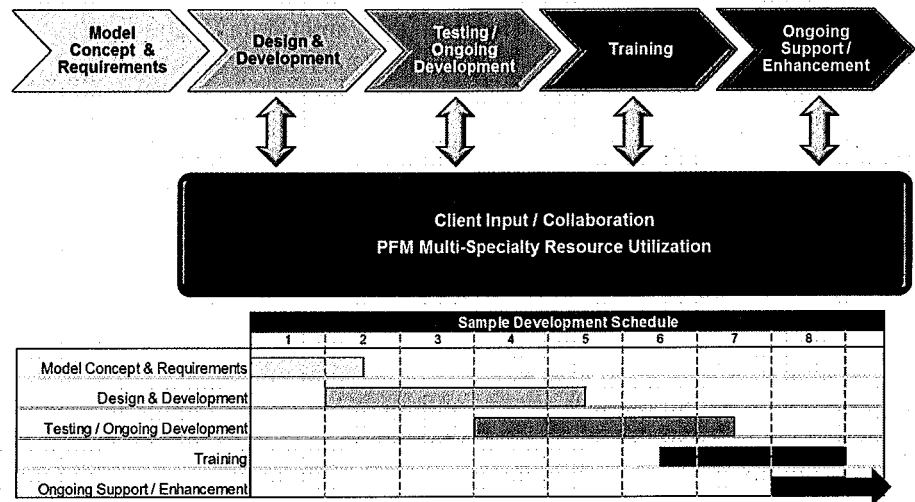 Model
Concept &
Requirements
Design &
Development
Testing /
Ongoing
Development
Training
Ongoing
Support /
Enhancement
Client Input / Collaboration
PFM Multi-Specialty Resource Utilization
Sample Development Schedule
1 2 3 4 5 6 7 8
Model Concept & Requirements
Design & Development
Testing / Ongoing Development
Training
Ongoing Support / Enhancement